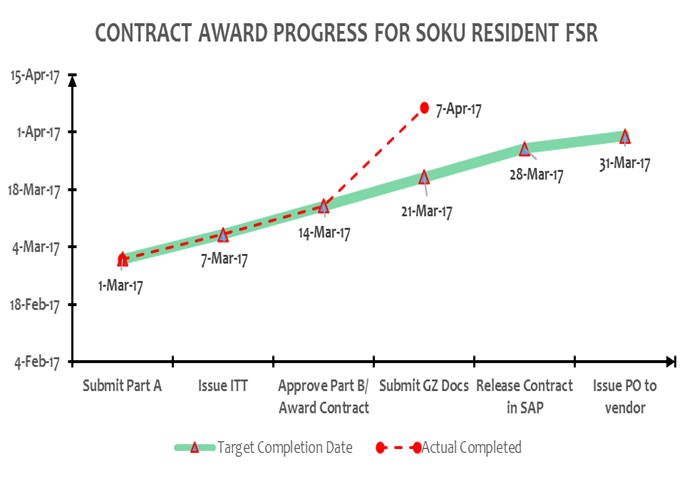 CONTRACT AWARD PROGRESS FOR SOKU RESIDENT FSR
15-Apr-17
1-Apr-17
18-Mar-17
4-Mar-17
18-Feb-17
4-Feb-17
7-Apr-17
1-Mar-17
7-Mar-17
14-Mar-17
21-Mar-17
28-Mar-17
31-Mar-17
Submit Part A
Issue ITT
Approve Part B/
Award Contract
Submit GZ Docs
Release Contract
in SAP
Issue PO to
vendor
Target Completion Date
Actual Completed